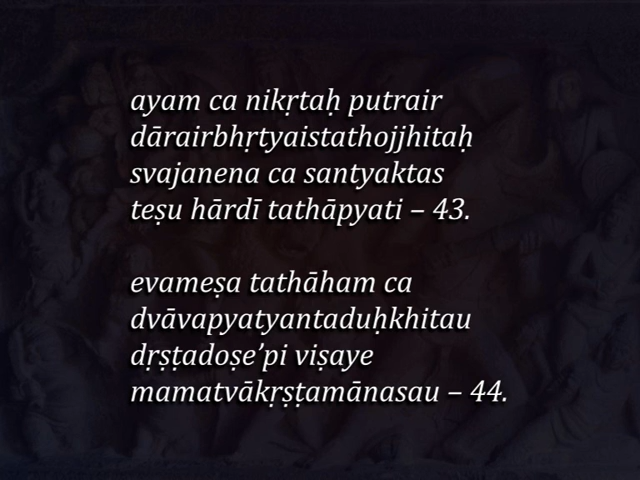 ayam ca nikṛtaḥ putrair
dārairbhṛtyaistathojjhitaḥ
svajanena ca santyaktas
teṣu hārdī tathāpyati – 43.
evameṣa tathāham ca
dvāvapyatyantaduḥkhitau
dṛṣṭadoṣe’pi viṣaye
mamatvākṛṣṭamānasau – 44.